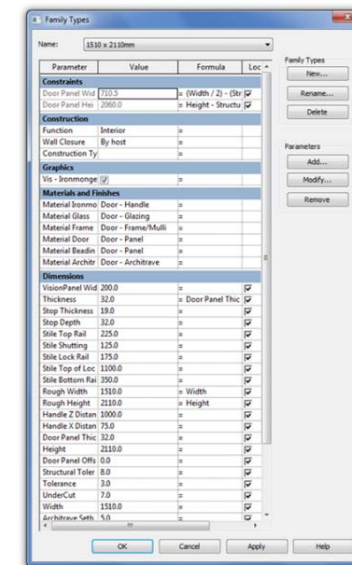 Family Types
Name: 1510 x 2110mm
Family Types
New...
Rename...
Delete
Parameters
Add...
Modify...
Remove
Parameter Value Formula Loc
Constraints
Door Panel Wid 710.5 = (Width / 2) - (Str
Door Panel Hei 2060.0 = Height - Structu
Construction
Function Interior =
Wall Closure By host =
Construction Ty =
Graphics
Vis - Ironmonge =
Materials and Finishes
Material Ironmo Door - Handle =
Material Glass Door - Glazing =
Material Frame Door - Frame/Mulli =
Material Door Door - Panel =
Material Beadin Door - Panel =
Material Architr Door - Architrave =
Dimensions
VisionPanel Wid 200.0 =
Thickness 32.0 = Door Panel Thic
Stop Thickness 19.0 =
Stop Depth 32.0 =
Stile Top Rail 225.0 =
Stile Shutting 125.0 =
Stile Lock Rail 175.0 =
Stile Top of Loc 1100.0 =
Stile Bottom Rai 350.0 =
Rough Width 1510.0 = Width
Rough Height 2110.0 = Height
Handle Z Distan 1000.0 =
Handle X Distan 75.0 =
Door Panel Thic 32.0 =
Height 2110.0 =
Door Panel Offs 0.0 =
Structural Toler 8.0 =
Tolerance 3.0 =
UnderCut 7.0 =
Width 1510.0 =
Architrave Seth 5.0 =
OK Cancel Apply Help